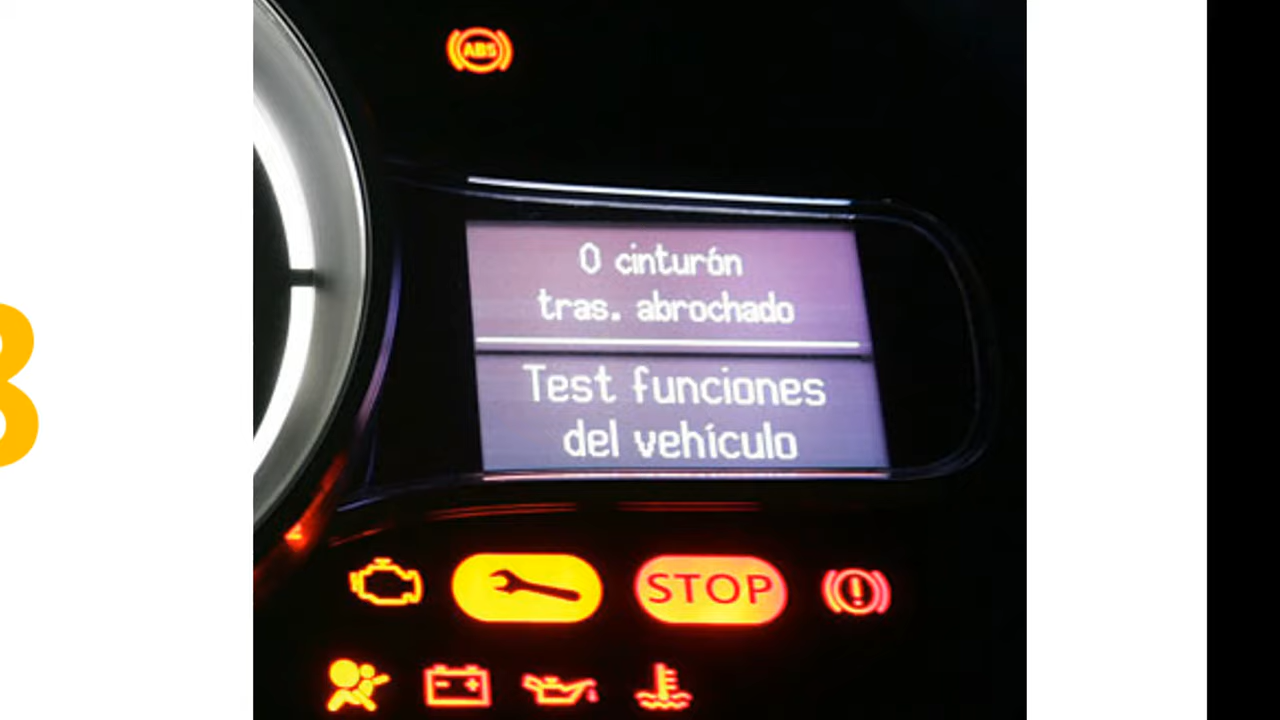 ABS
0 cinturón
tras. abrochado
Test funciones
del vehículo
STOP